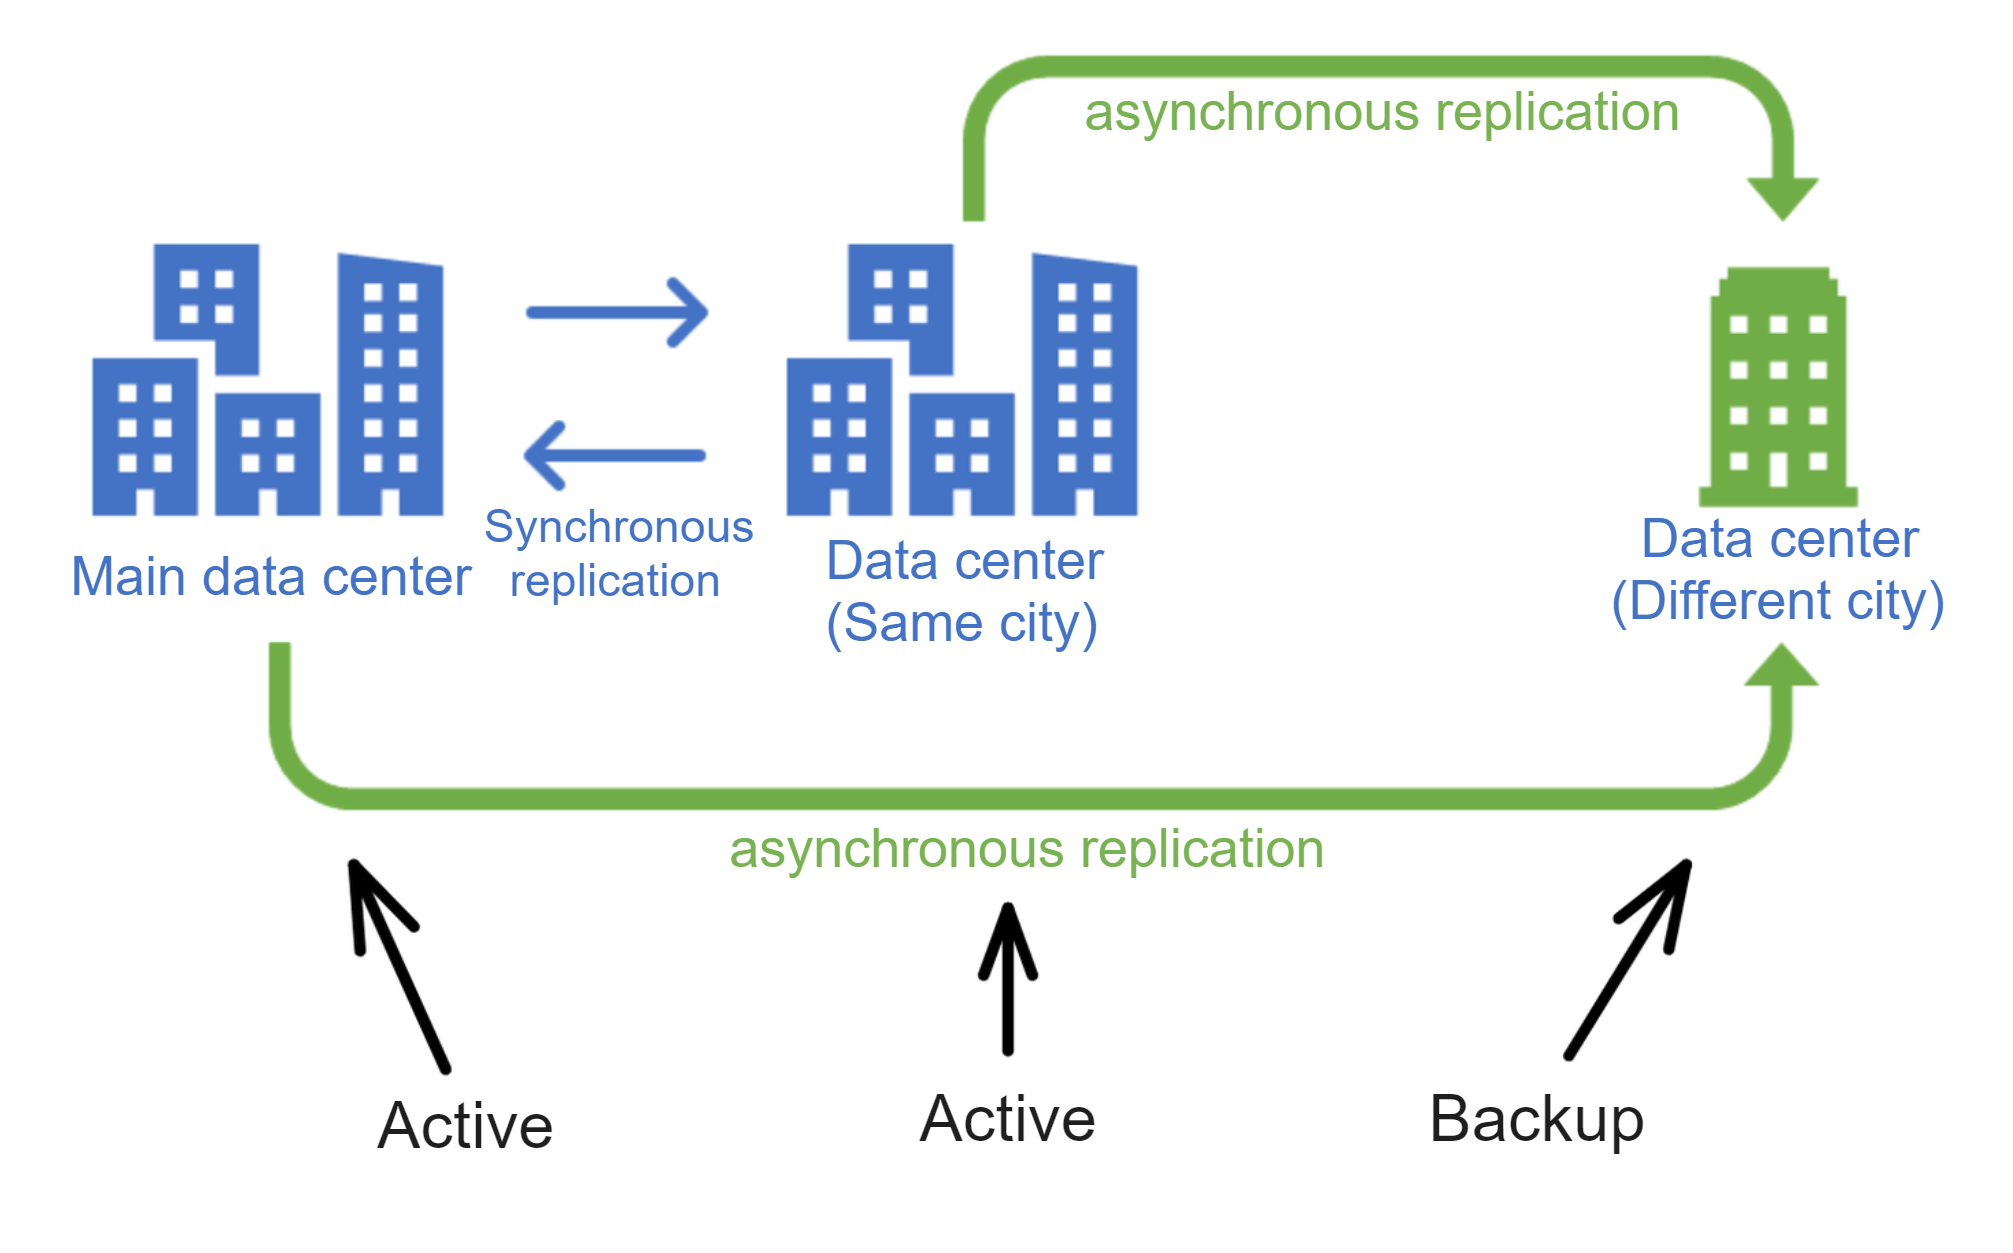 asynchronous replication
Synchronous
replication
Main data center
Data center
(Same city)
Data center
(Different city)
asynchronous replication
Active
Active
Backup